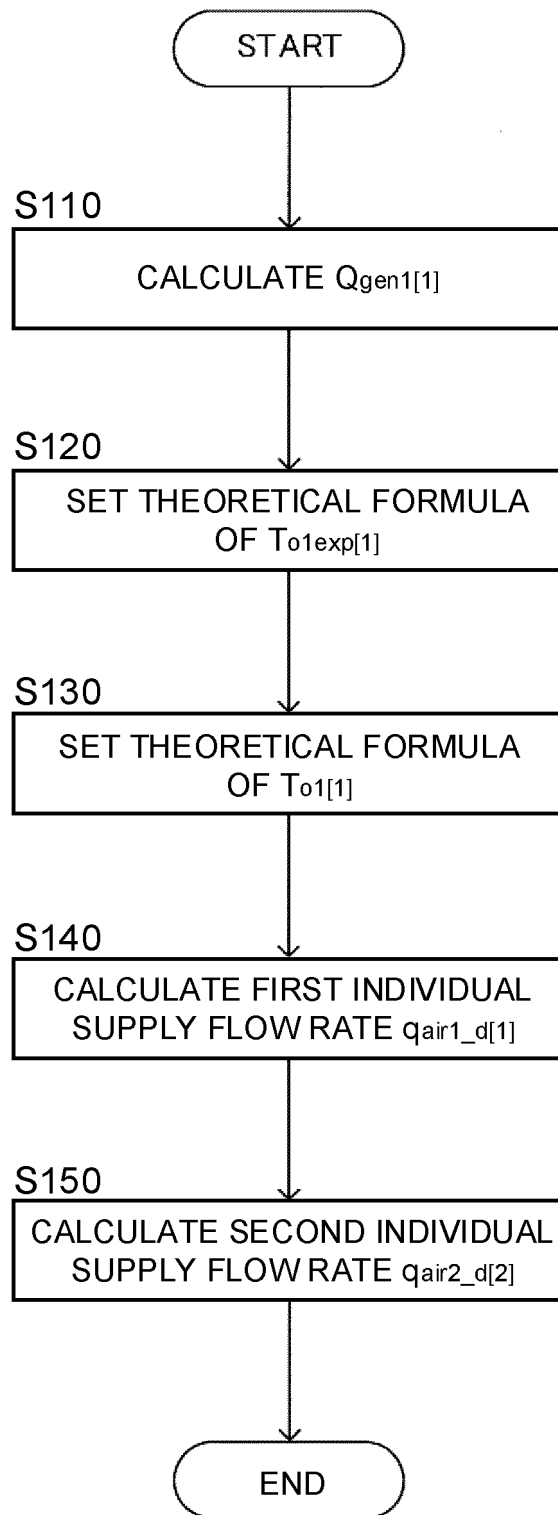 START
S110
CALCULATE Qgen1[1]
S120
SET THEORETICAL FORMULA
OF To1exp[1]
S130
SET THEORETICAL FORMULA
OF To1[1]
S140
CALCULATE FIRST INDIVIDUAL
SUPPLY FLOW RATE qair1_d[1]
S150
CALCULATE SECOND INDIVIDUAL
SUPPLY FLOW RATE qair2_d[2]
END